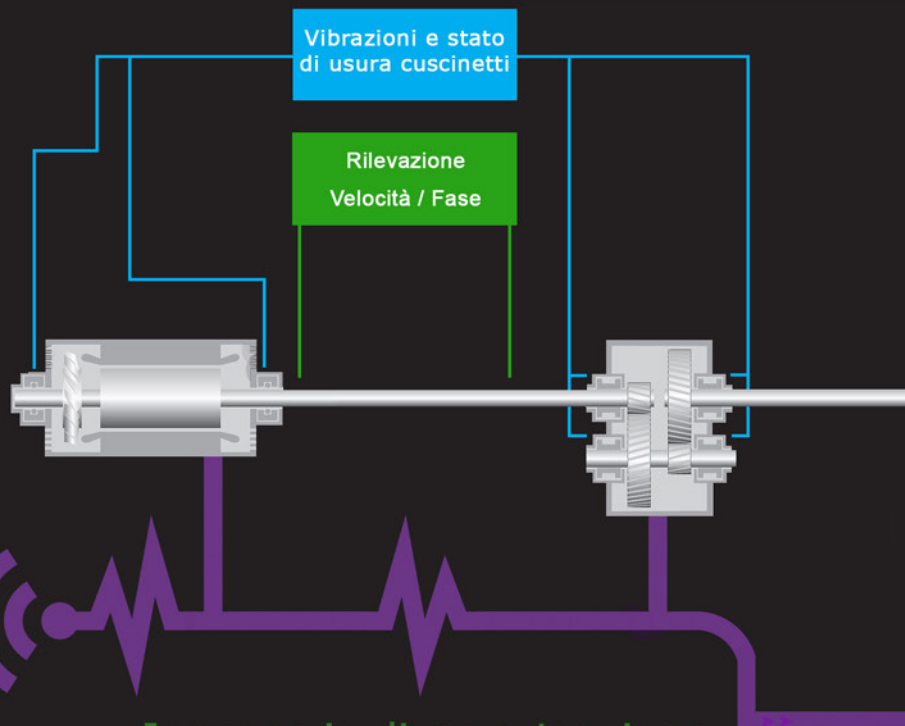 Vibrazioni e stato
di usura cuscinetti
Rilevazione
Velocità / Fase